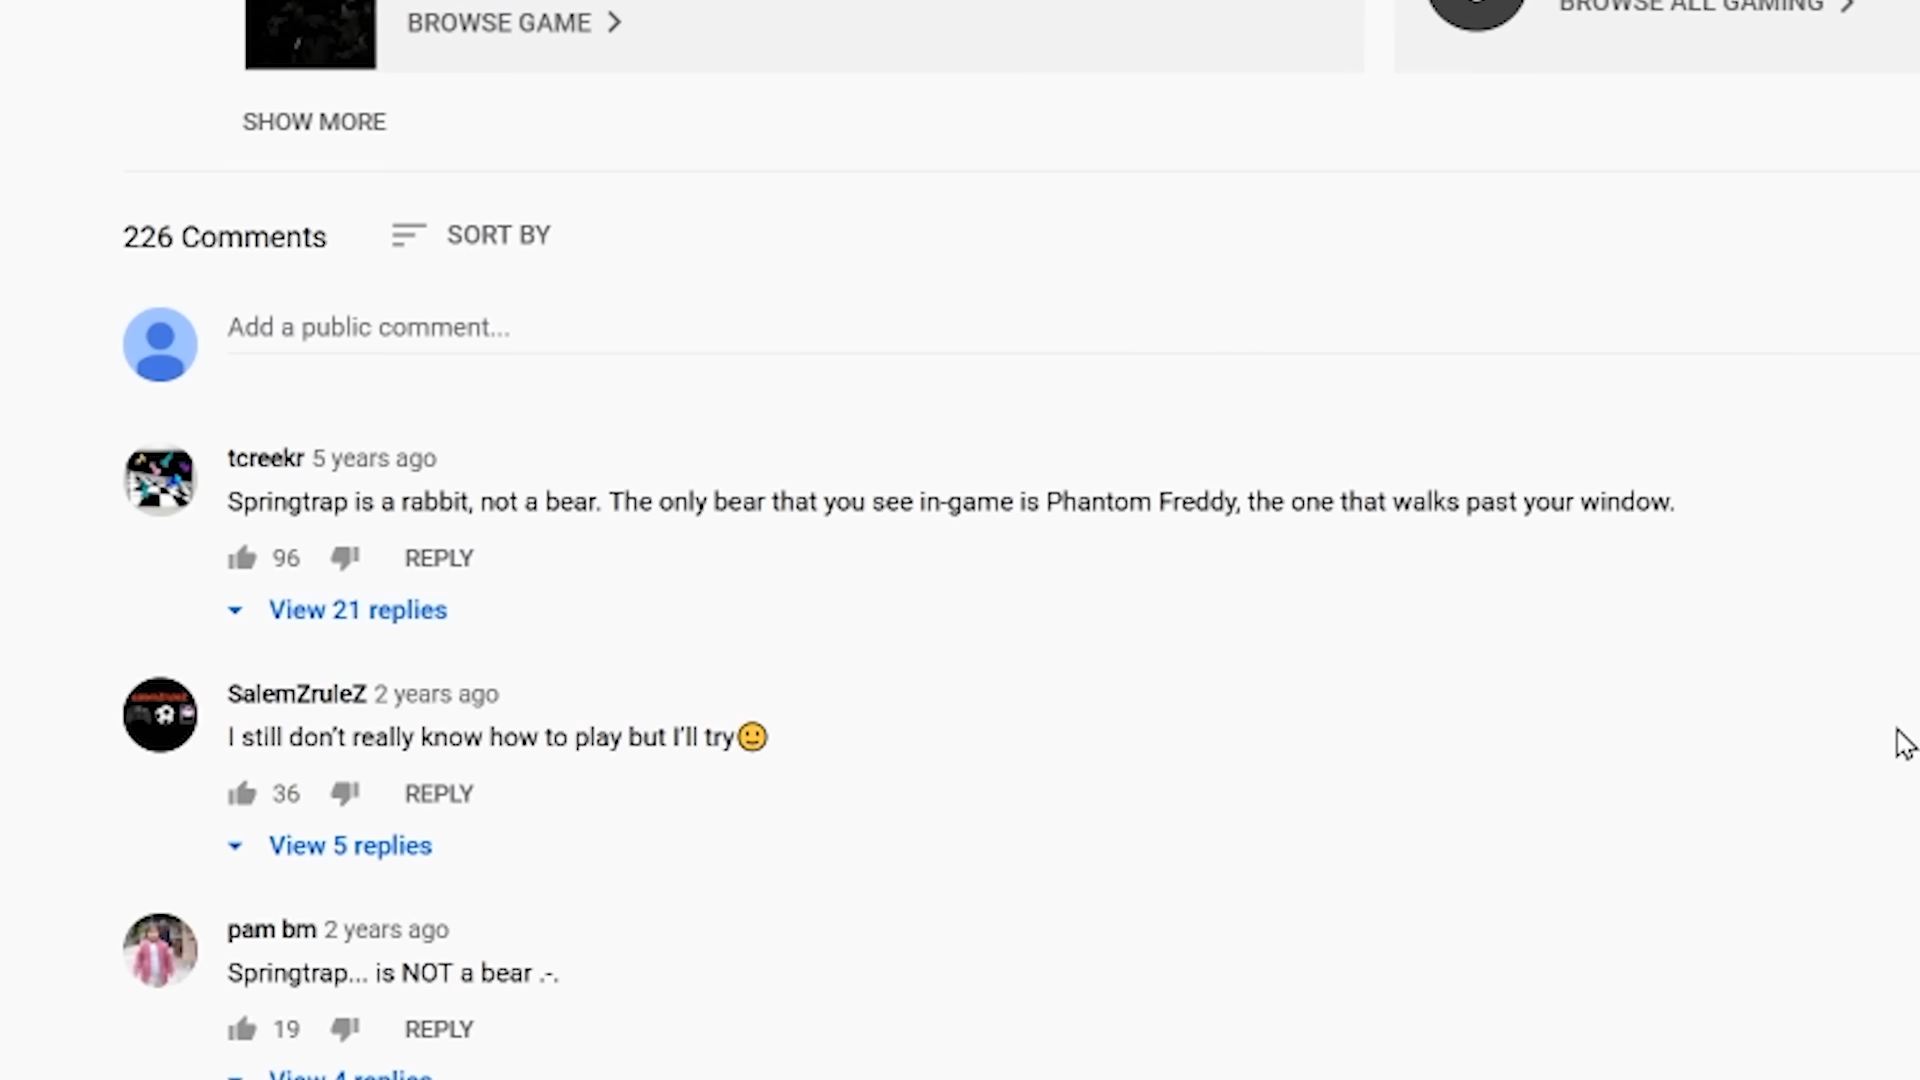 BROWSE GAME
BROWSE ALL GAMING
SHOW MORE
226 Comments
SORT BY
Add a public comment...
tcreekr 5 years ago
Springtrap is a rabbit, not a bear. The only bear that you see in-game is Phantom Freddy, the one that walks past your window.
96 REPLY
View 21 replies
SalemZruleZ 2 years ago
I still don’t really know how to play but I’ll try🙂
36 REPLY
View 5 replies
pam bm 2 years ago
Springtrap... is NOT a bear .-.
19 REPLY
View 4 replies